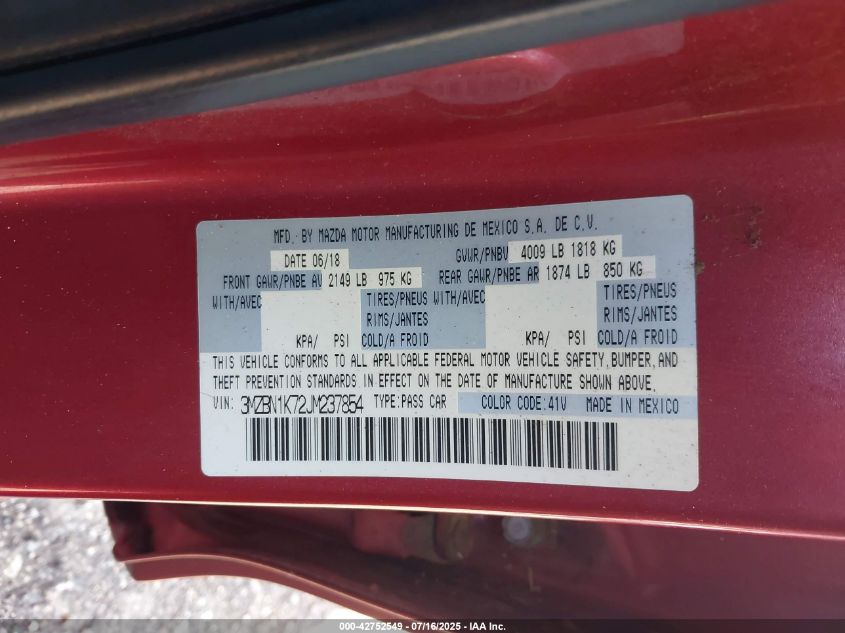 MFD. BY MAZDA MOTOR MANUFACTURING DE MEXICO S.A. DE C.V.
DATE 06/18 GVWR/PNBV 4009 LB 1818 KG
FRONT GAWR/PNBE AV 2149 LB 975 KG REAR GAWR/PNBE AR 1874 LB 850 KG
WITH/AVEC TIRES/PNEUS WITH/AVEC TIRES/PNEUS
RIMS/JANTES RIMS/JANTES
KPA/ PSI COLD/A FROID KPA/ PSI COLD/A FROID
THIS VEHICLE CONFORMS TO ALL APPLICABLE FEDERAL MOTOR VEHICLE SAFETY, BUMPER, AND
THEFT PREVENTION STANDARDS IN EFFECT ON THE DATE OF MANUFACTURE SHOWN ABOVE.
VIN: 3MZBN1K72JM237854 TYPE:PASS CAR COLOR CODE:41V MADE IN MEXICO
000-42752549 - 07/16/2025 - IAA Inc.